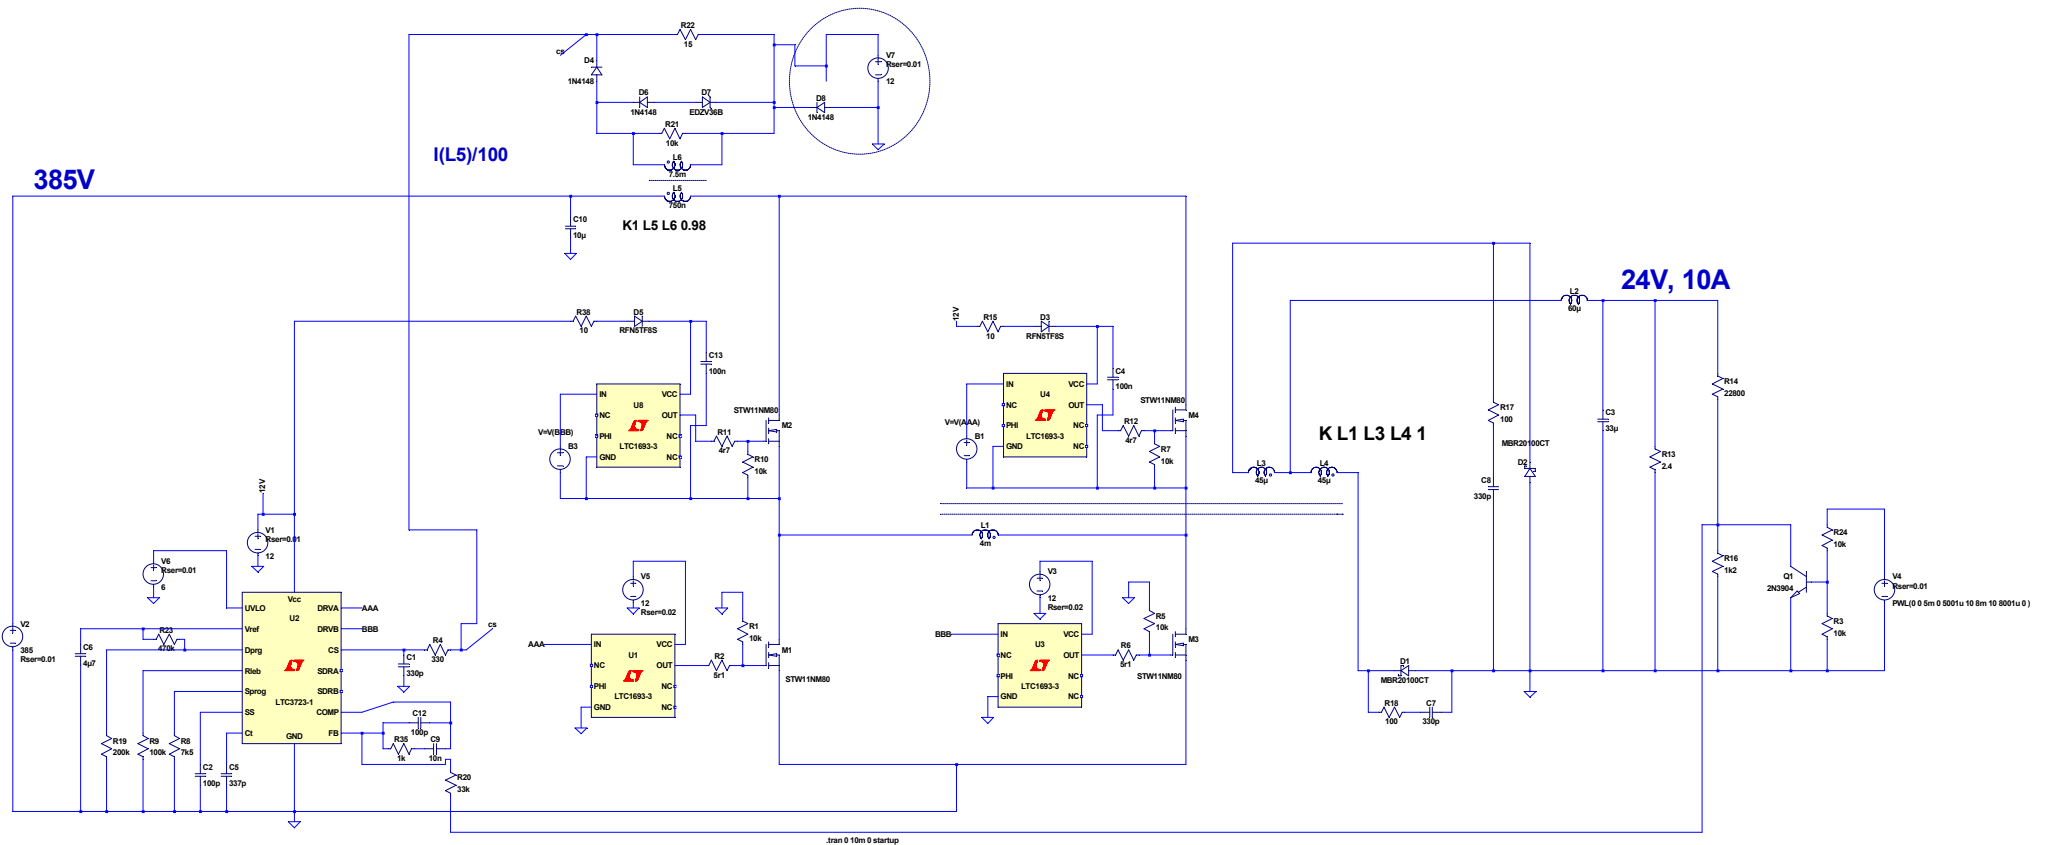 R22
15
cs
D4
1N4148
D6
1N4148
D7
EDZV36B
D8
1N4148
V7
Rser=0.01
12
R21
10k
L6
7.5m
I(L5)/100
385V
L5
750n
K1 L5 L6 0.98
C10
10µ
24V, 10A
L2
60µ
R38
10
D5
RFN5TF8S
C13
100n
12V
R15
10
D3
RFN5TF8S
C4
100n
IN
VCC
U8
NC
OUT
PHI
NC
LTC1693-3
GND
NC
V=V(BBB)
B3
R11
4r7
R10
10k
STW11NM80
M2
IN
VCC
U4
NC
OUT
PHI
NC
LTC1693-3
GND
NC
V=V(AAA)
B1
R12
4r7
R7
10k
STW11NM80
M4
K L1 L3 L4 1
R17
100
MBR20100CT
D2
L3
45µ
L4
45µ
C8
330p
C3
33µ
R13
2.4
R14
22800
12V
V1
Rser=0.01
12
V6
Rser=0.01
6
L1
4m
V5
12
Rser=0.02
V3
12
Rser=0.02
R16
1k2
Q1
2N3904
R24
10k
R3
10k
V4
Rser=0.01
PWL(0 0 5m 0 5001u 10 8m 10 8001u 0 )
V2
385
Rser=0.01
Vcc
UVLO
DRVA
AAA
U2
Vref
DRVB
BBB
Dprg
CS
Rleb
SDRA
Sprog
SDRB
LTC3723-1
SS
COMP
Ct
GND
FB
C6
4µ7
R23
470k
R4
330
cs
C1
330p
R19
200k
R9
100k
R8
7k5
C2
100p
C5
337p
C12
100p
R35
1k
C9
10n
R20
33k
AAA
IN
VCC
U1
NC
OUT
PHI
NC
LTC1693-3
GND
NC
R1
10k
R2
5r1
M1
STW11NM80
BBB
IN
VCC
U3
NC
OUT
PHI
NC
LTC1693-3
GND
NC
R5
10k
R6
5r1
M3
STW11NM80
D1
MBR20100CT
R18
100
C7
330p
.tran 0 10m 0 startup